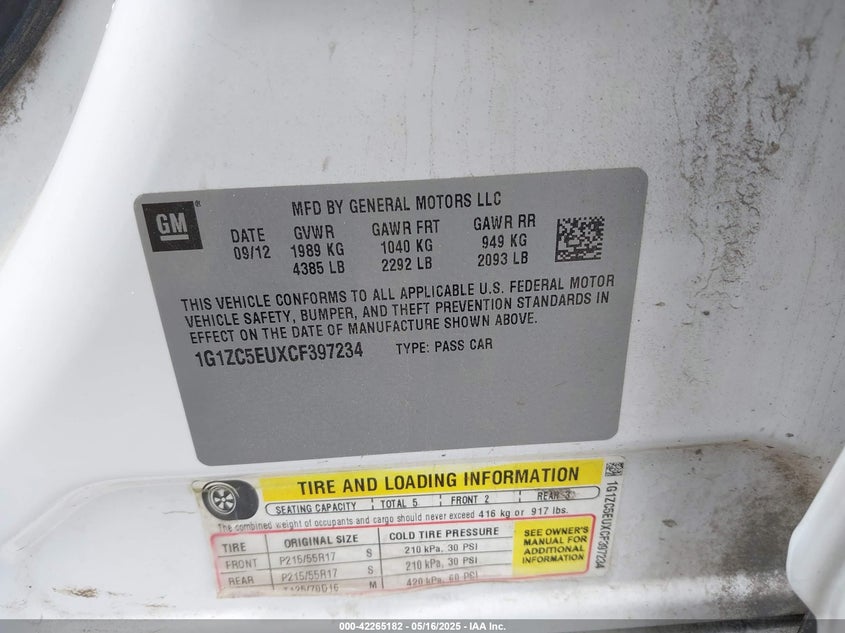 GM
®
MFD BY GENERAL MOTORS LLC
DATE GVWR GAWR FRT GAWR RR
09/12 1989 KG 1040 KG 949 KG
4385 LB 2292 LB 2093 LB
THIS VEHICLE CONFORMS TO ALL APPLICABLE U.S. FEDERAL MOTOR
VEHICLE SAFETY, BUMPER, AND THEFT PREVENTION STANDARDS IN
EFFECT ON THE DATE OF MANUFACTURE SHOWN ABOVE.
1G1ZC5EUXCF397234 TYPE: PASS CAR
TIRE AND LOADING INFORMATION
SEATING CAPACITY TOTAL 5 FRONT 2 REAR 3
The combined weight of occupants and cargo should never exceed 416 kg or 917 lbs.
TIRE ORIGINAL SIZE COLD TIRE PRESSURE
FRONT P215/55R17 S 210 kPa, 30 PSI
REAR P215/55R17 S 210 kPa, 30 PSI
T125/70D16 M 420 kPa, 60 PSI
SEE OWNER'S
MANUAL FOR
ADDITIONAL
INFORMATION
1G1ZC5EUXCF397234
000-42265182 - 05/16/2025 - IAA Inc.